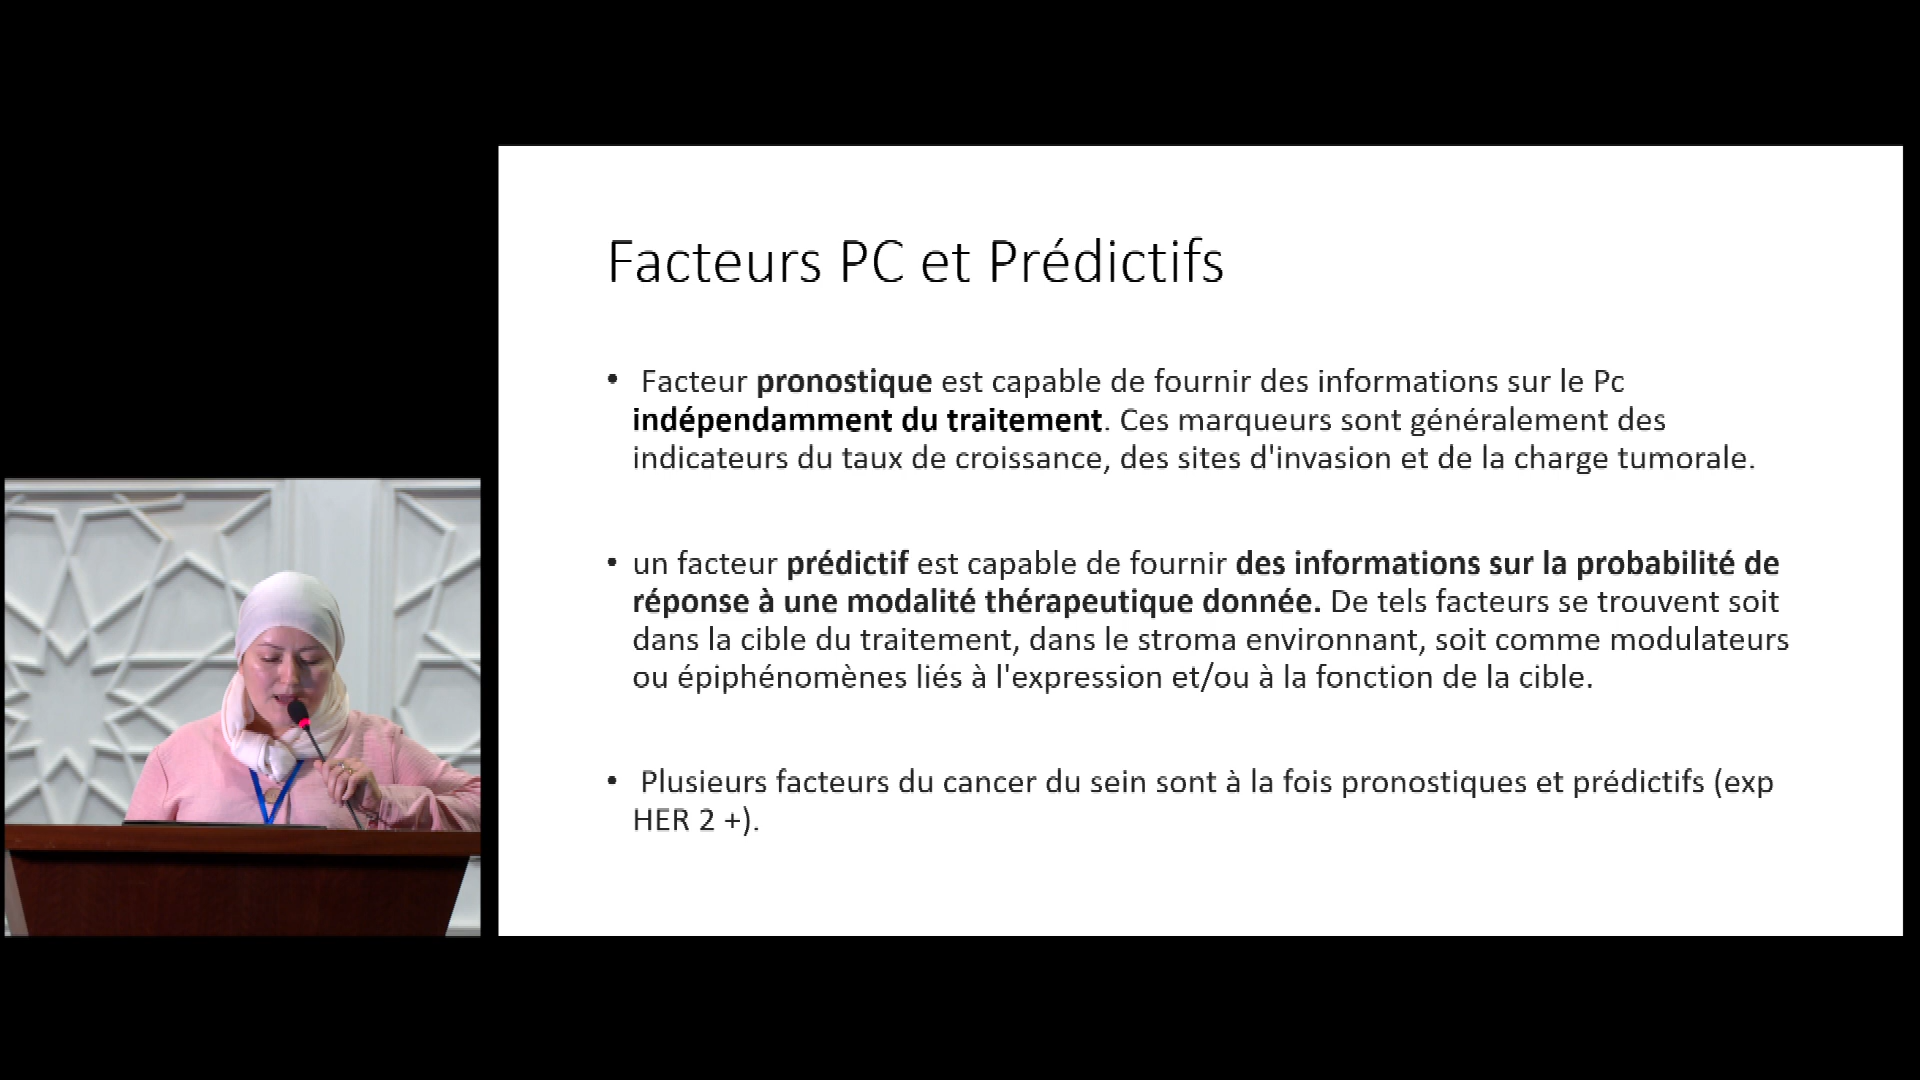 Facteurs PC et Prédictifs
• Facteur pronostique est capable de fournir des informations sur le Pc
indépendamment du traitement. Ces marqueurs sont généralement des
indicateurs du taux de croissance, des sites d'invasion et de la charge tumorale.
• un facteur prédictif est capable de fournir des informations sur la probabilité de
réponse à une modalité thérapeutique donnée. De tels facteurs se trouvent soit
dans la cible du traitement, dans le stroma environnant, soit comme modulateurs
ou épiphénomènes liés à l'expression et/ou à la fonction de la cible.
• Plusieurs facteurs du cancer du sein sont à la fois pronostiques et prédictifs (exp
HER 2 +).